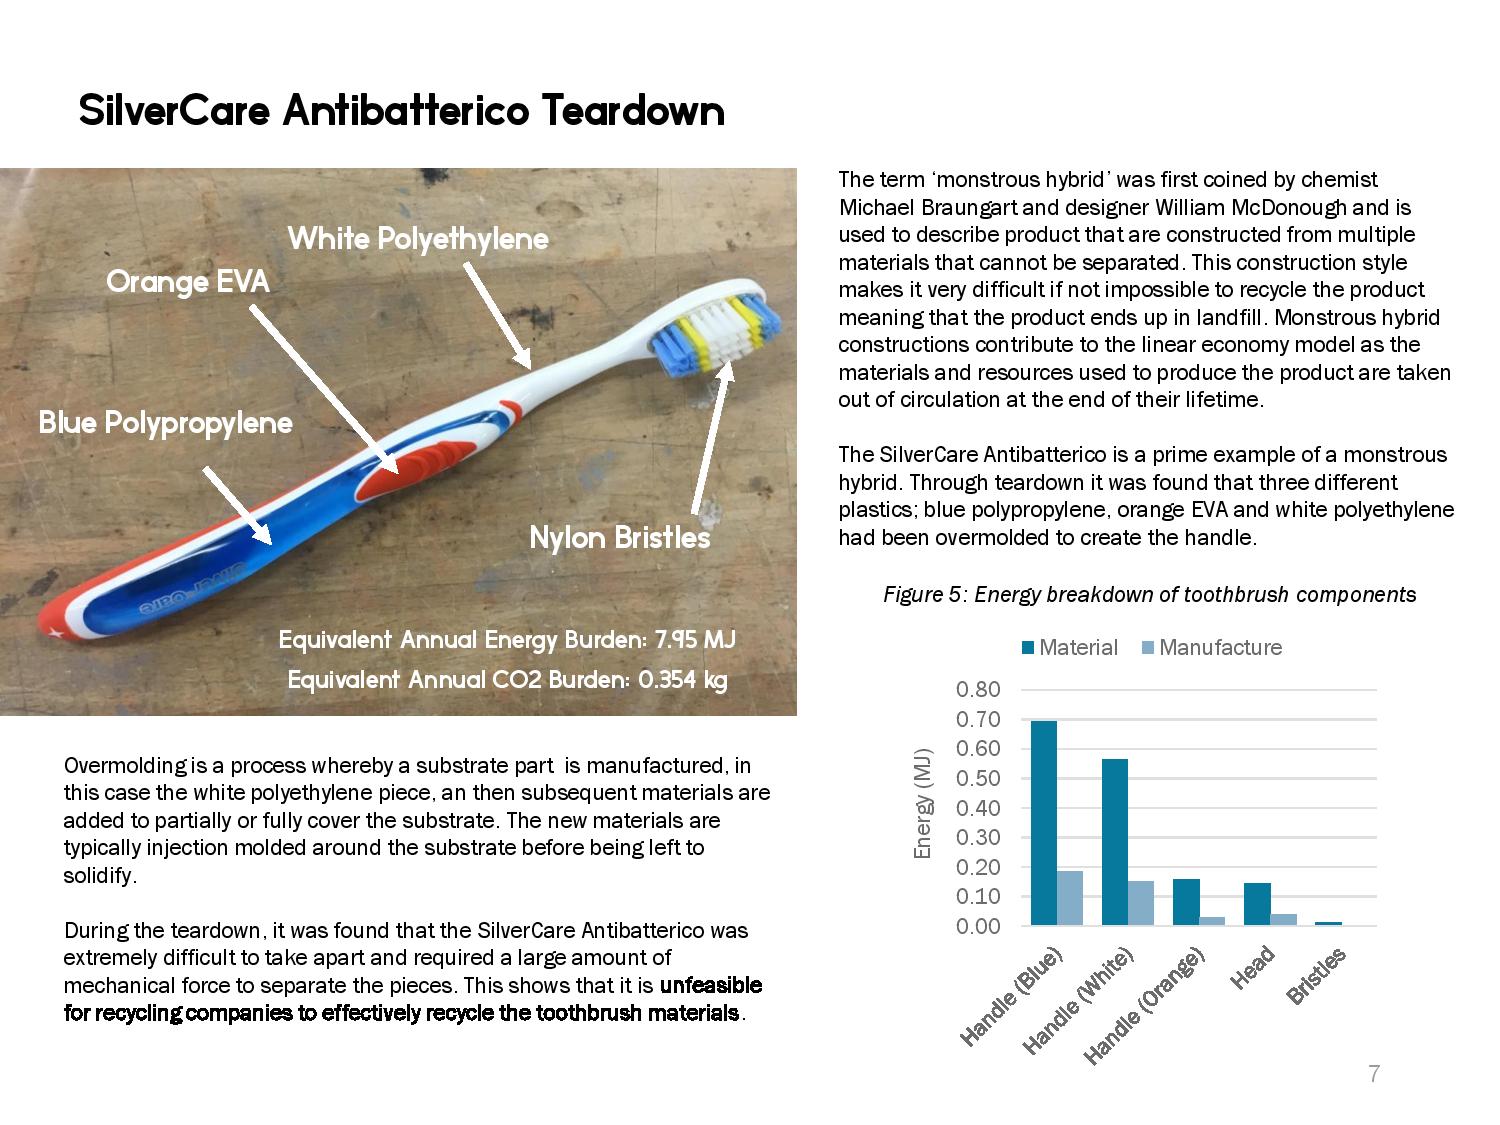 SilverCare Antibatterico Teardown
White Polyethylene
Orange EVA
Blue Polypropylene
Nylon Bristles
Silver Care
Equivalent Annual Energy Burden: 7.95 MJ
Equivalent Annual CO2 Burden: 0.354 kg
Overmolding is a process whereby a substrate part is manufactured, in
this case the white polyethylene piece, an then subsequent materials are
added to partially or fully cover the substrate. The new materials are
typically injection molded around the substrate before being left to
solidify.
During the teardown, it was found that the SilverCare Antibatterico was
extremely difficult to take apart and required a large amount of
mechanical force to separate the pieces. This shows that it is unfeasible
for recycling companies to effectively recycle the toothbrush materials.
The term ‘monstrous hybrid’ was first coined by chemist
Michael Braungart and designer William McDonough and is
used to describe product that are constructed from multiple
materials that cannot be separated. This construction style
makes it very difficult if not impossible to recycle the product
meaning that the product ends up in landfill. Monstrous hybrid
constructions contribute to the linear economy model as the
materials and resources used to produce the product are taken
out of circulation at the end of their lifetime.
The SilverCare Antibatterico is a prime example of a monstrous
hybrid. Through teardown it was found that three different
plastics; blue polypropylene, orange EVA and white polyethylene
had been overmolded to create the handle.
Figure 5: Energy breakdown of toothbrush components
Material Manufacture
Energy (MJ)
0.80
0.70
0.60
0.50
0.40
0.30
0.20
0.10
0.00
Handle (Blue)
Handle (White)
Handle (Orange)
Head
Bristles
7